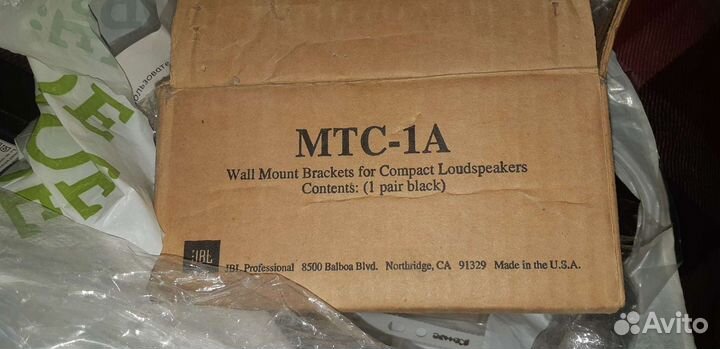 MTC-1A
Wall Mount Brackets for Compact Loudspeakers
Contents: (1 pair black)
JBL
JBL Professional 8500 Balboa Blvd. Northridge, CA 91329 Made in the U.S.A.
Avito